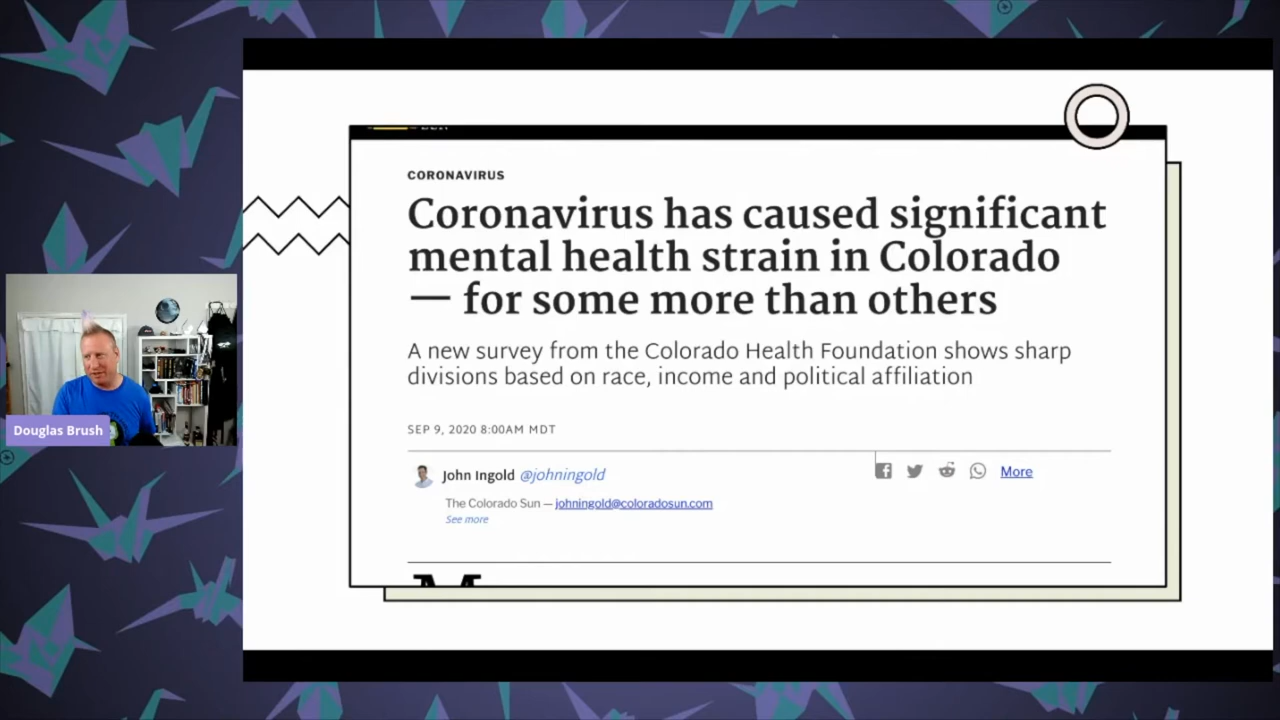 CORONAVIRUS
Coronavirus has caused significant
mental health strain in Colorado
— for some more than others
A new survey from the Colorado Health Foundation shows sharp
divisions based on race, income and political affiliation
SEP 9, 2020 8:00AM MDT
John Ingold @johningold
More
The Colorado Sun — johningold@coloradosun.com
See more
Douglas Brush